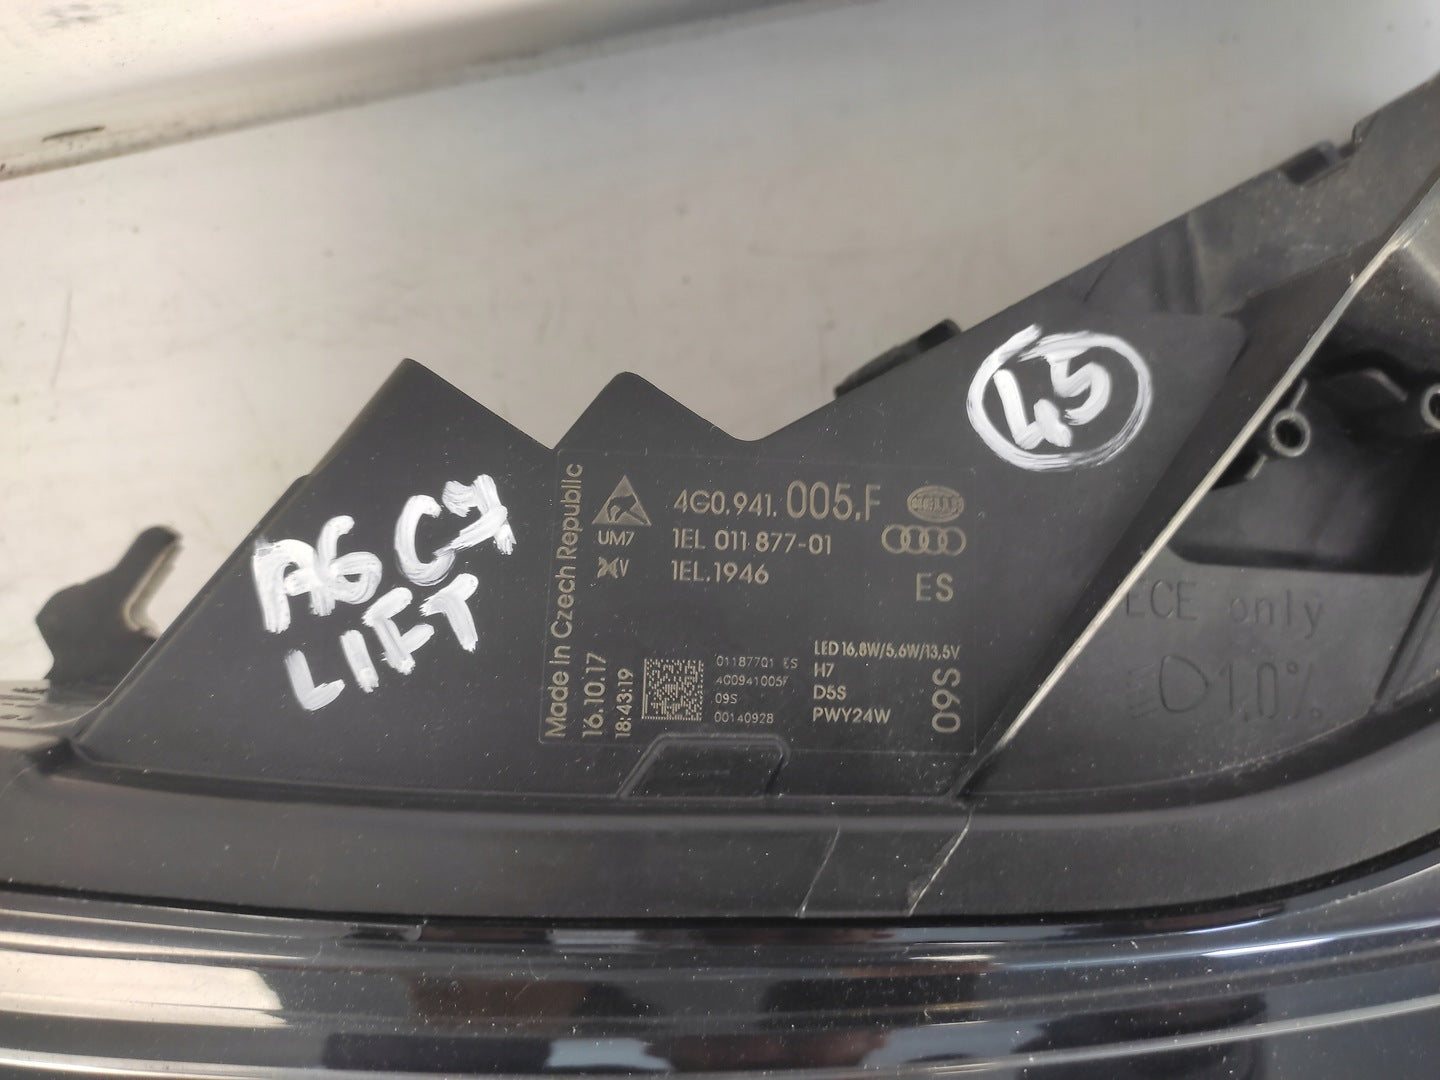 45
A6 C7
LIFT
Made in Czech Republic
16.10.17
18:43:19
UM7
4G0.941.005.F
1EL 011 877-01
1EL.1946
HELLA
ES
01187701 ES
4G0941005F
09S
00140928
LED 16,8W/5,6W/13,5V
H7
D5S
PWY24W
09S
ECE only
1.0%